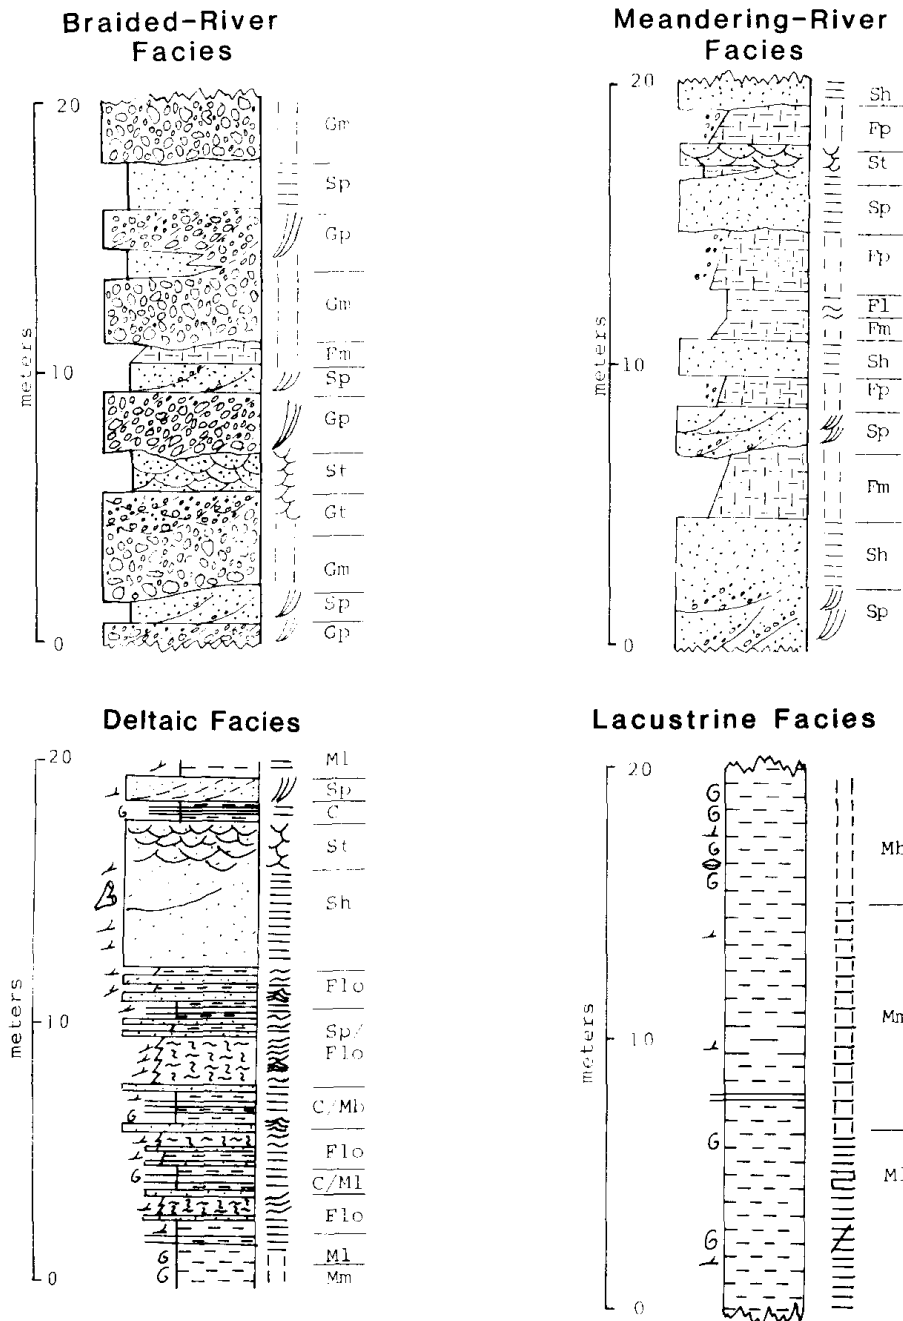 Braided-River
Facies
20
Gm
Sp
Gp
Gm
Fm
10
Sp
Gp
St
Gt
Gm
Sp
Gp
0
meters
Meandering-River
Facies
20
Sh
Fp
St
Sp
Fp
Fl
Fm
10
Sh
Fp
Sp
Fm
Sh
Sp
0
meters
Deltaic Facies
20
Ml
Sp
C
St
Sh
Flo
10
Sp/
Flo
C/Mb
Flo
C/Ml
Flo
Ml
Mm
0
meters
Lacustrine Facies
20
Mb
Mm
10
Ml
0
meters